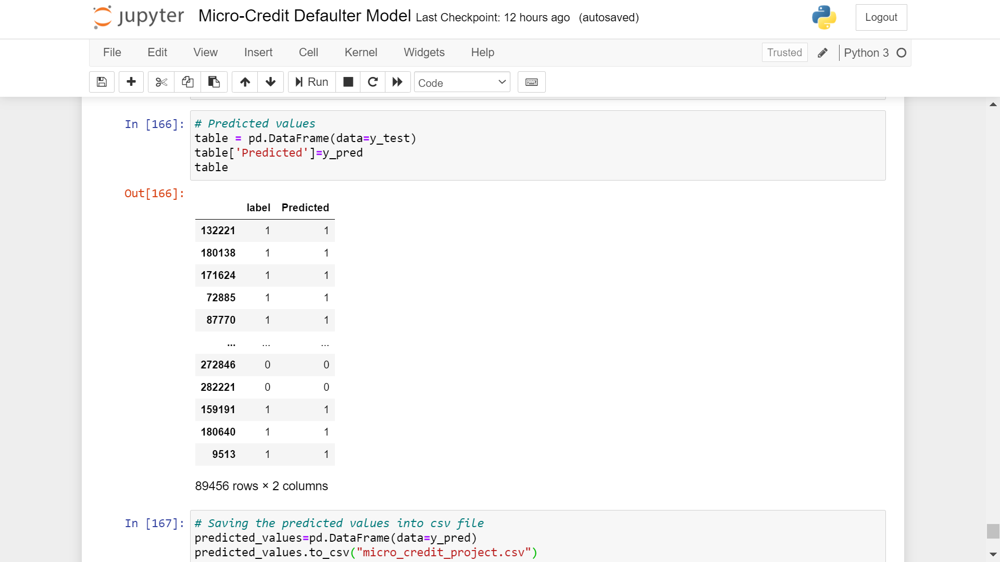 jupyter Micro-Credit Defaulter Model Last Checkpoint: 12 hours ago (autosaved) Logout
File Edit View Insert Cell Kernel Widgets Help Trusted Python 3
Run Code
In [166]: # Predicted values
table = pd.DataFrame(data=y_test)
table['Predicted']=y_pred
table
Out[166]:
label Predicted
132221 1 1
180138 1 1
171624 1 1
72885 1 1
87770 1 1
... ... ...
272846 0 0
282221 0 0
159191 1 1
180640 1 1
9513 1 1
89456 rows × 2 columns
In [167]: # Saving the predicted values into csv file
predicted_values=pd.DataFrame(data=y_pred)
predicted_values.to_csv("micro_credit_project.csv")